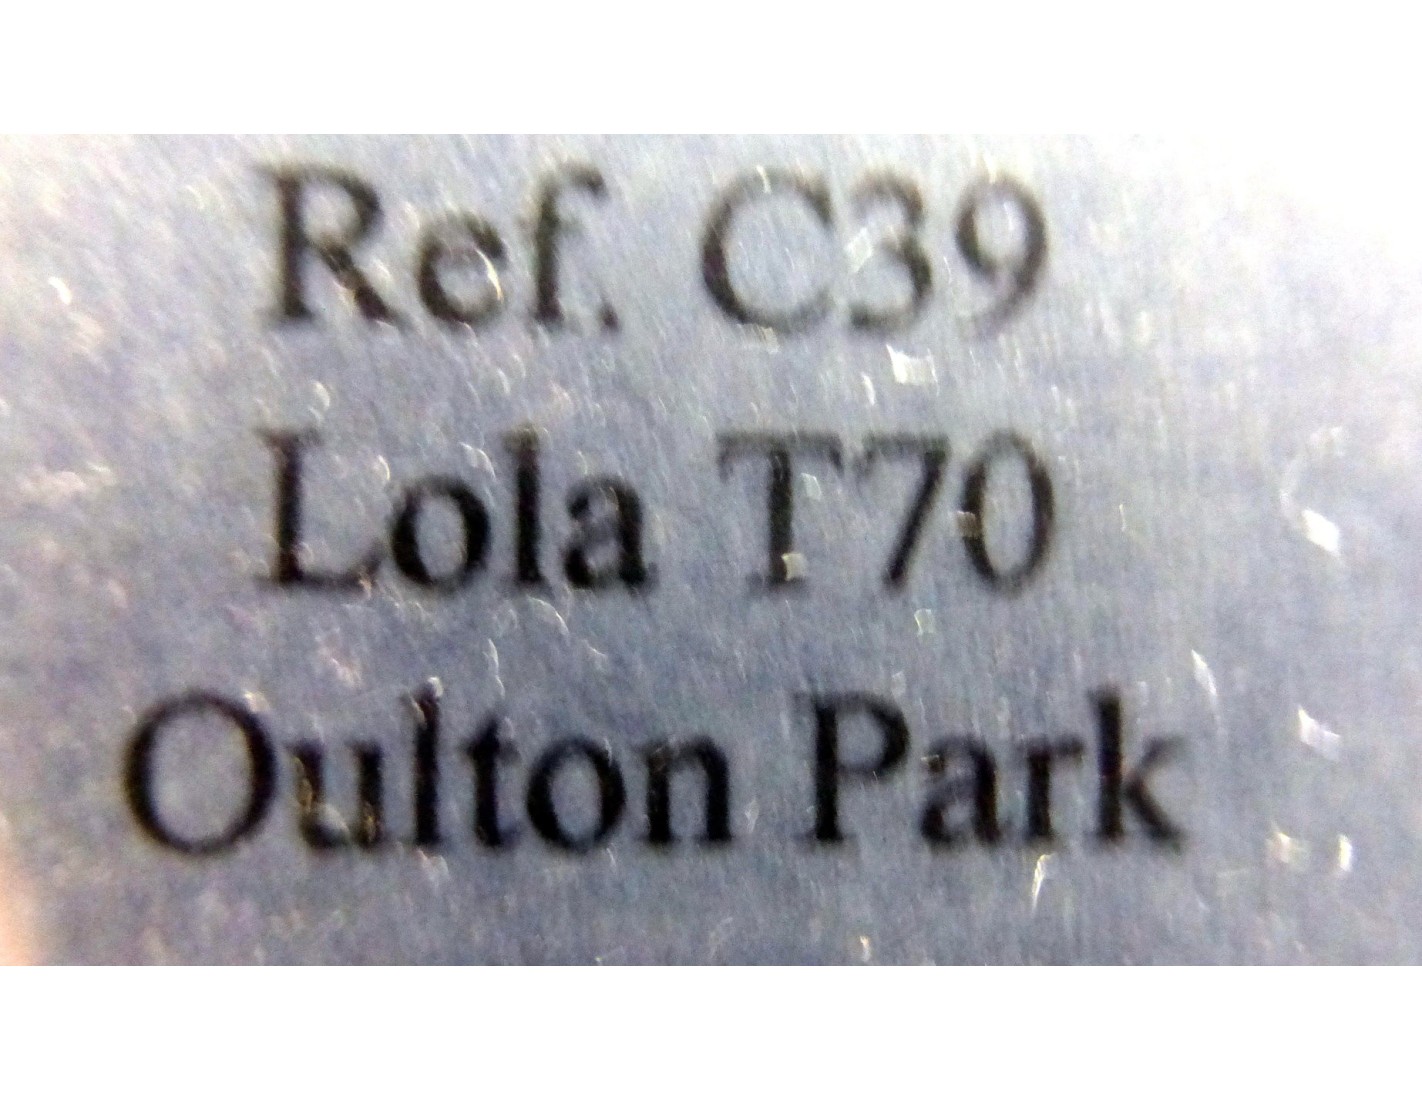 Ref. C39
Lola T70
Oulton Park